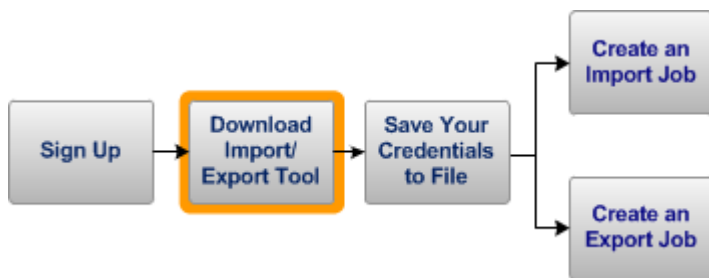 Sign Up
Download
Import/
Export Tool
Save Your
Credentials
to File
Create an
Import Job
Create an
Export Job